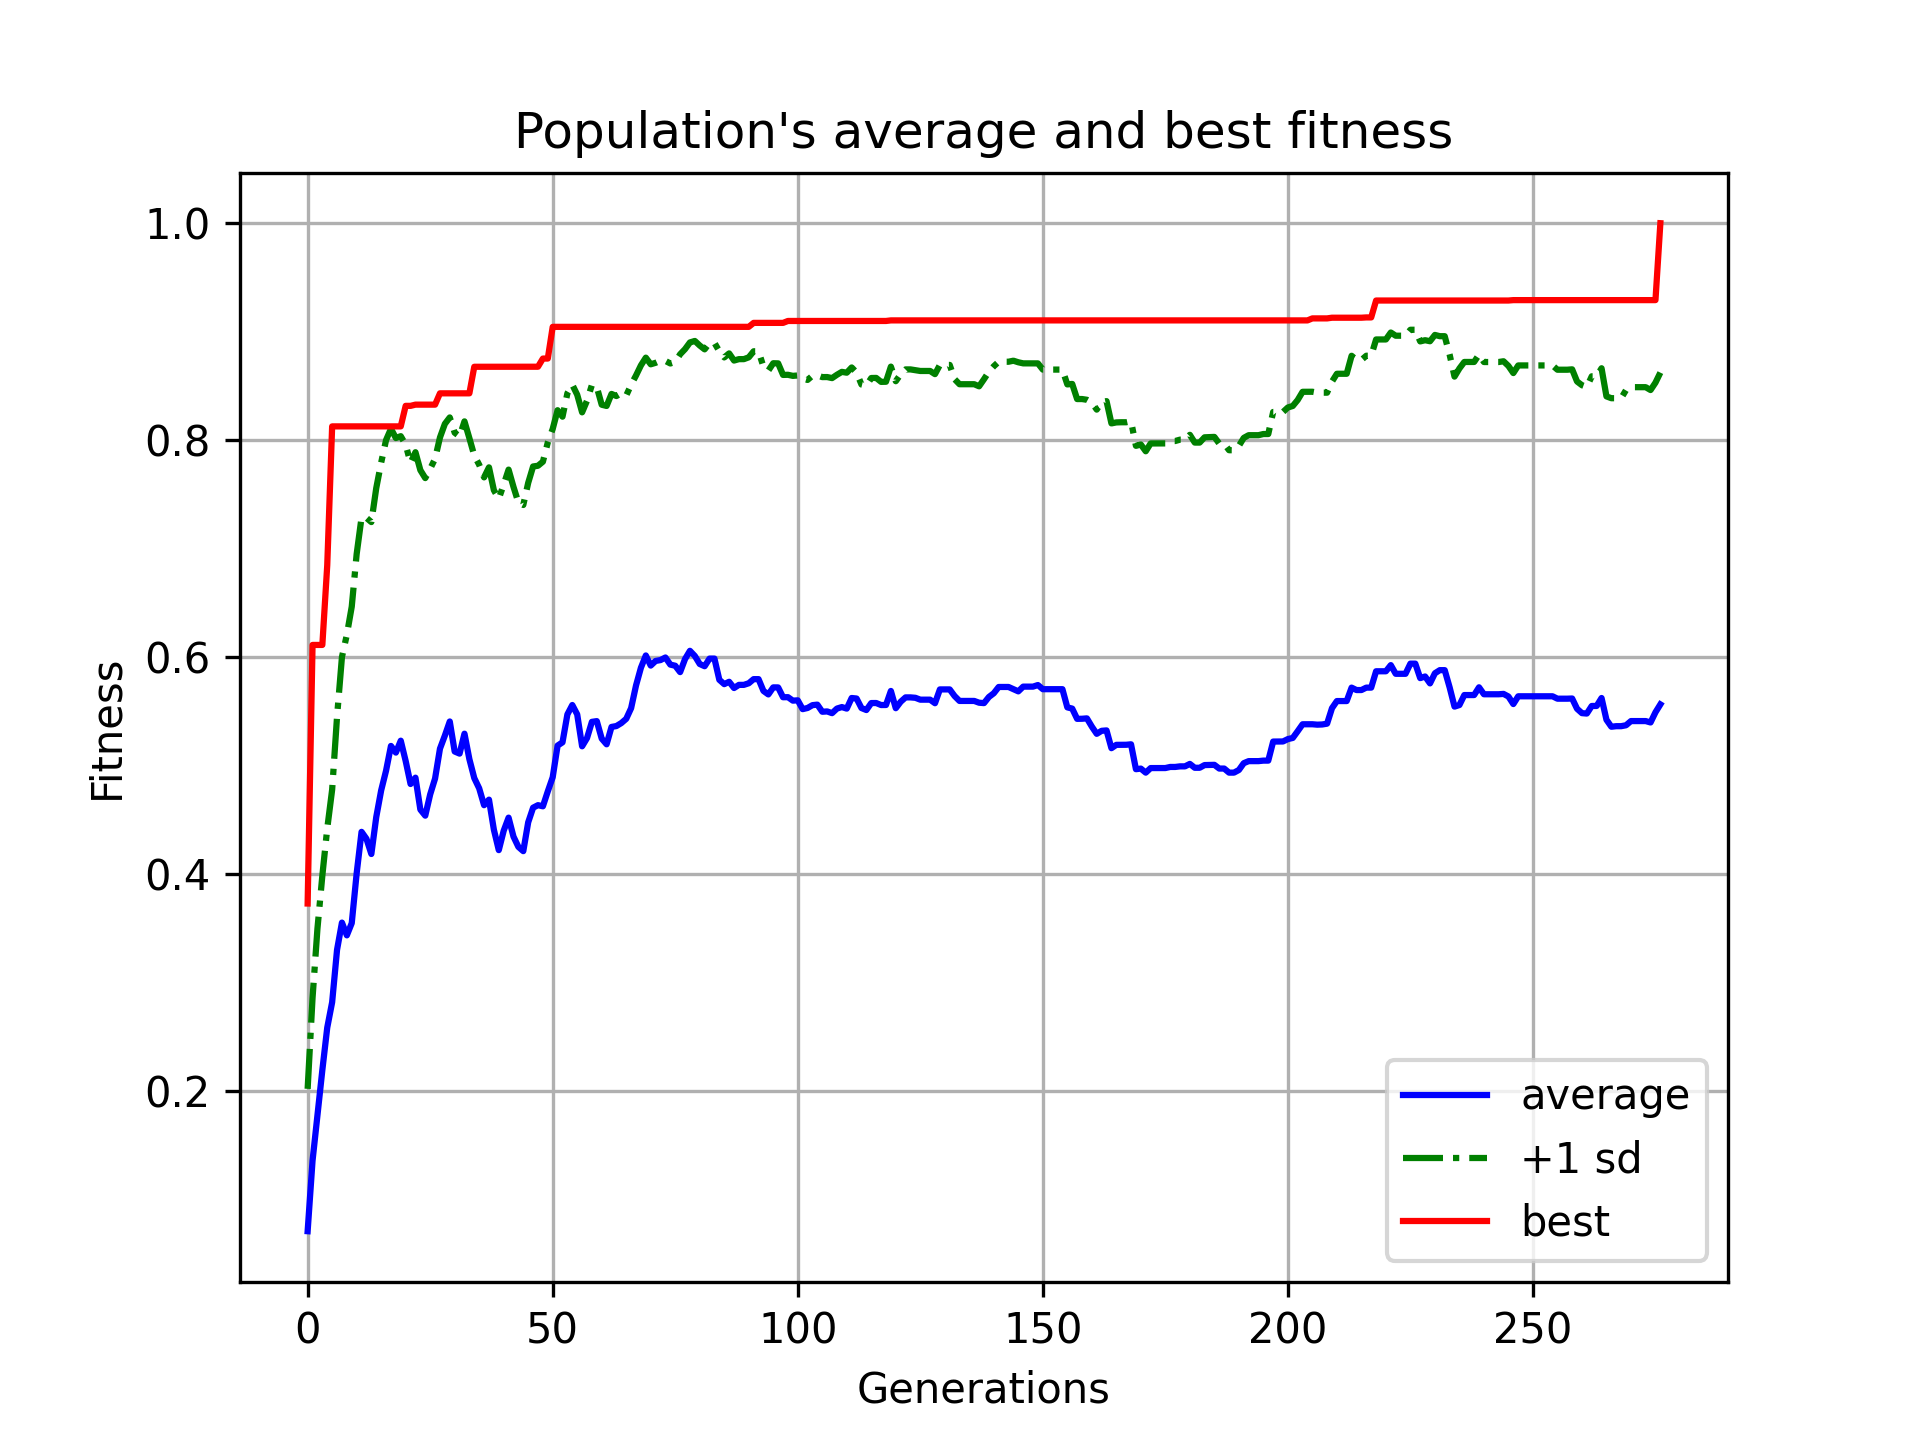 Population's average and best fitness
Fitness
1.0
0.8
0.6
0.4
0.2
0 50 100 150 200 250
Generations
average
+1 sd
best